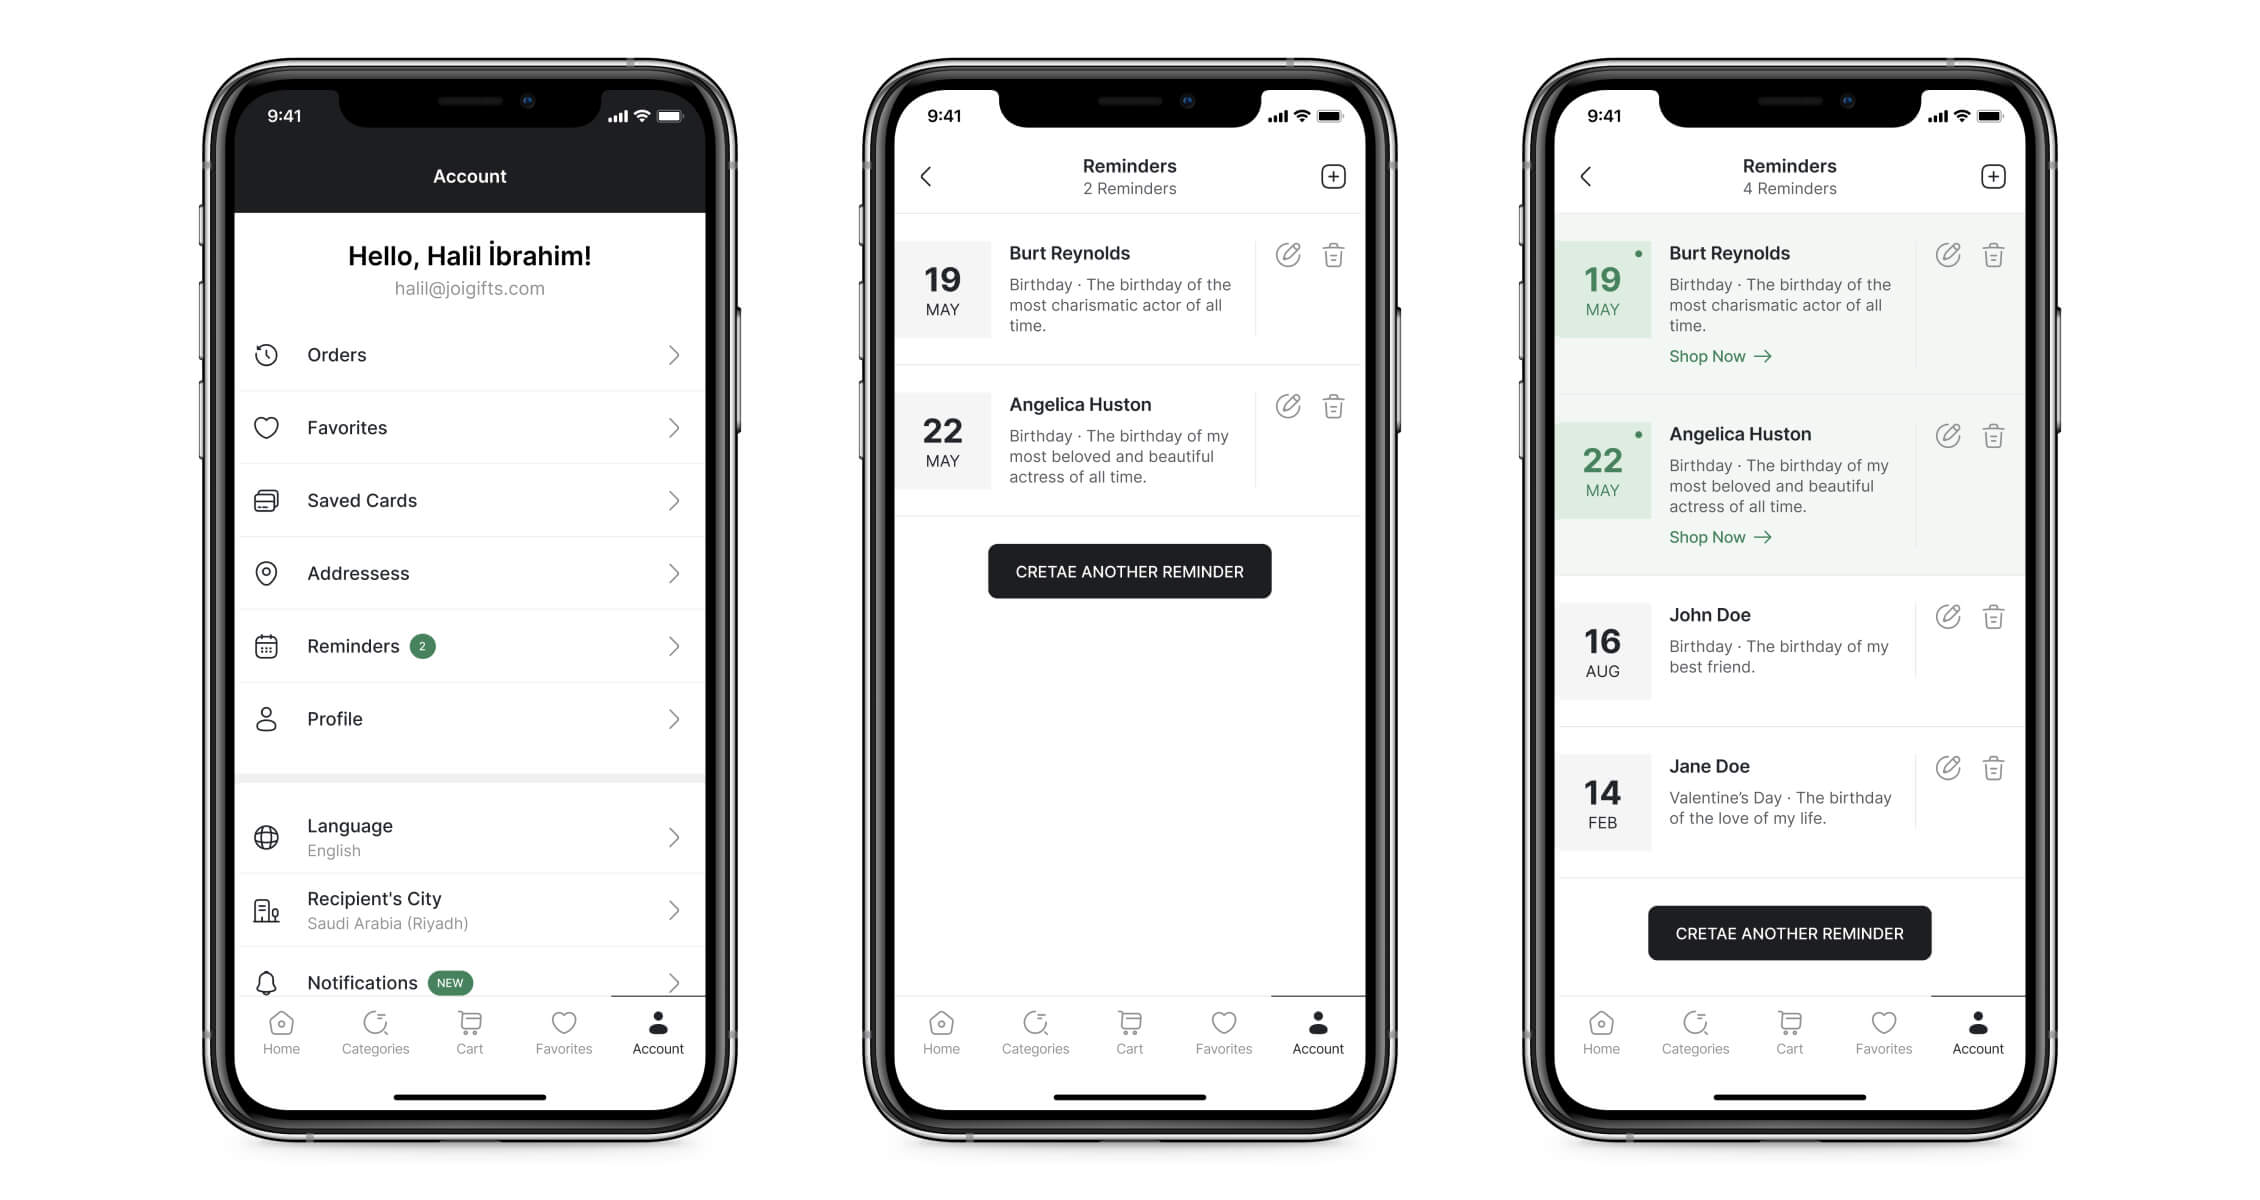 9:41
Account
Hello, Halil İbrahim!
halil@joigifts.com
Orders
Favorites
Saved Cards
Addressess
Reminders 2
Profile
Language
English
Recipient's City
Saudi Arabia (Riyadh)
Notifications NEW
Home Categories Cart Favorites Account
9:41
Reminders
2 Reminders
19
MAY
Burt Reynolds
Birthday · The birthday of the
most charismatic actor of all
time.
22
MAY
Angelica Huston
Birthday · The birthday of my
most beloved and beautiful
actress of all time.
CRETAE ANOTHER REMINDER
Home Categories Cart Favorites Account
9:41
Reminders
4 Reminders
19
MAY
Burt Reynolds
Birthday · The birthday of the
most charismatic actor of all
time.
Shop Now →
22
MAY
Angelica Huston
Birthday · The birthday of my
most beloved and beautiful
actress of all time.
Shop Now →
16
AUG
John Doe
Birthday · The birthday of my
best friend.
14
FEB
Jane Doe
Valentine’s Day · The birthday
of the love of my life.
CRETAE ANOTHER REMINDER
Home Categories Cart Favorites Account